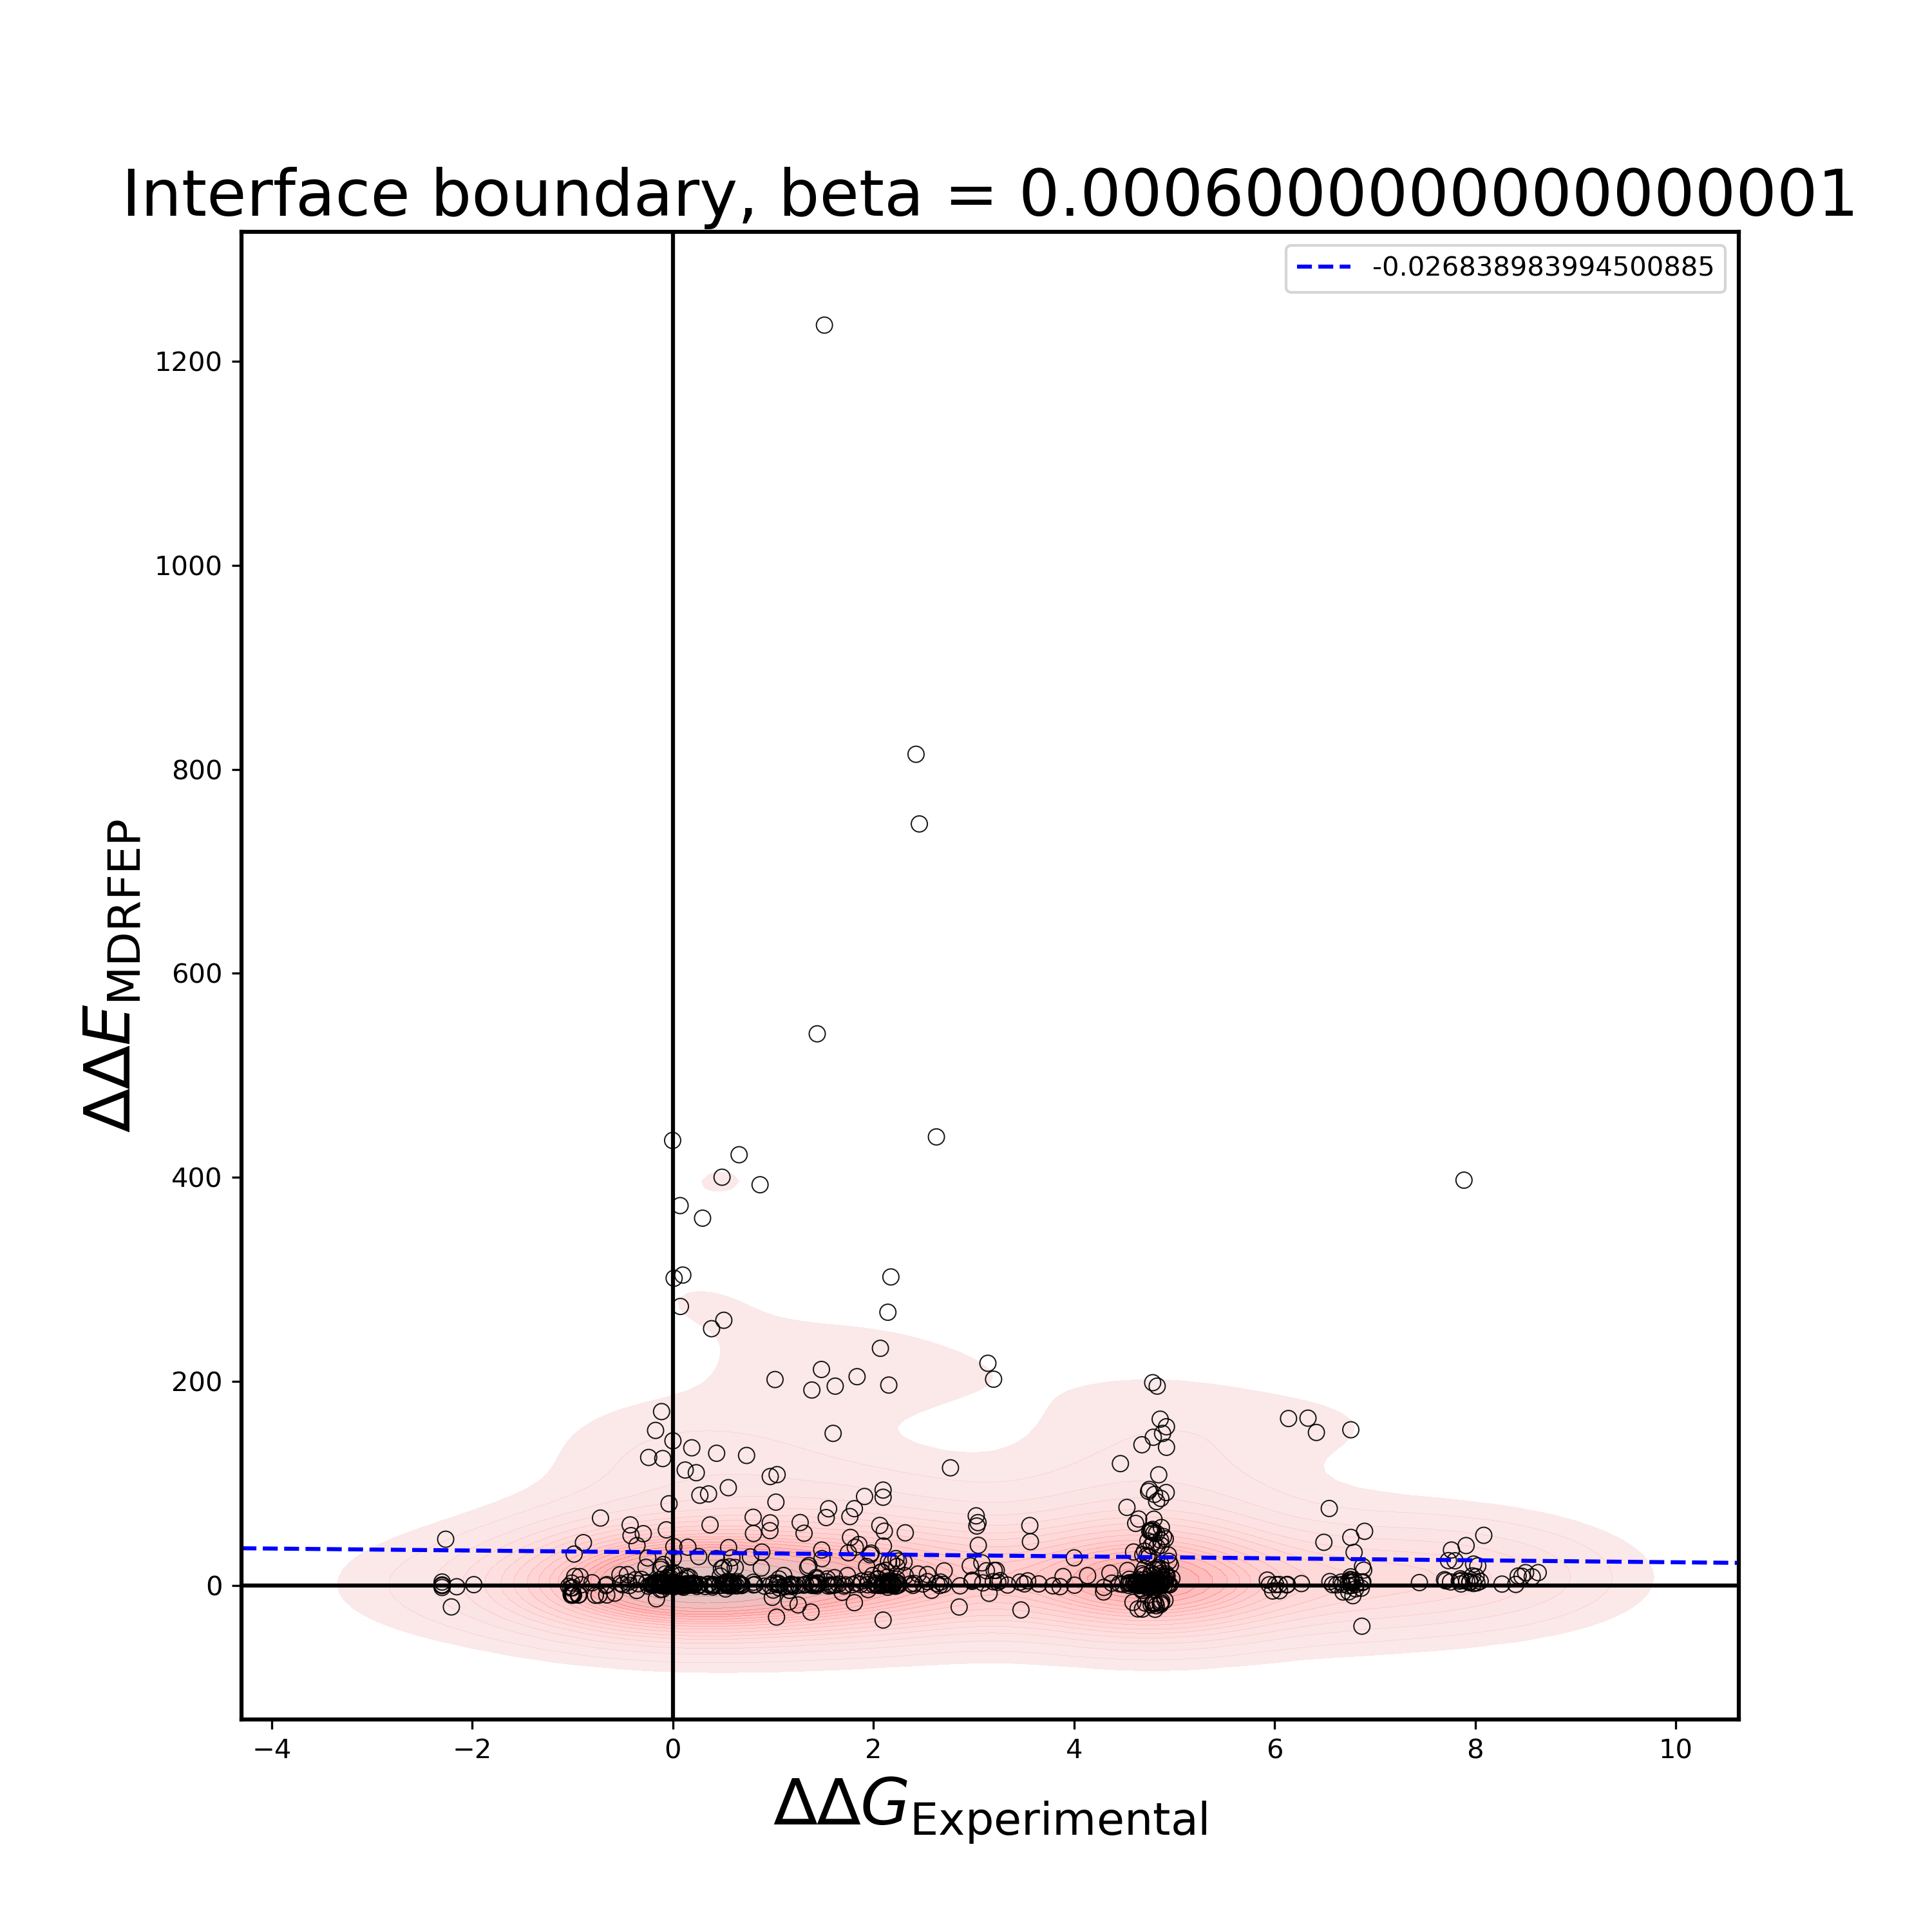 Interface boundary, beta = 0.0006000000000000001
-0.026838983994500885
1200
1000
800
600
400
200
0
ΔΔE_MDRFEP
−4 −2 0 2 4 6 8 10
ΔΔG_Experimental